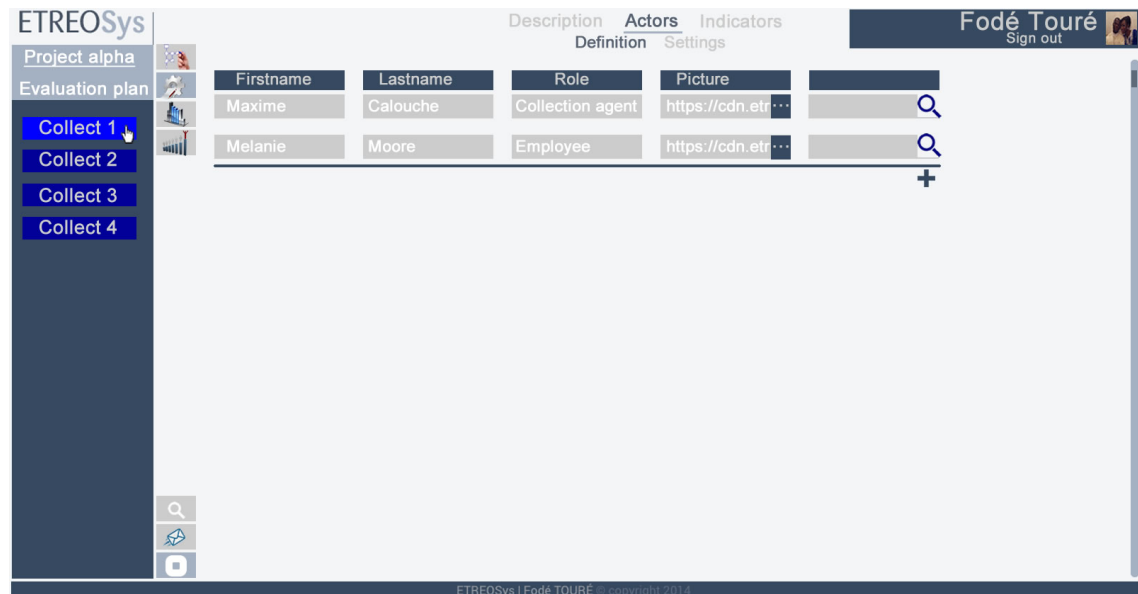 ETREOSys
Description Actors Indicators
Definition Settings
Fodé Touré
Sign out
Project alpha
Evaluation plan
Collect 1
Collect 2
Collect 3
Collect 4
Firstname Lastname Role Picture
Maxime Calouche Collection agent https://cdn.etr ...
Melanie Moore Employee https://cdn.etr ...
ETREOSys | Fodé TOURÉ © copyright 2014